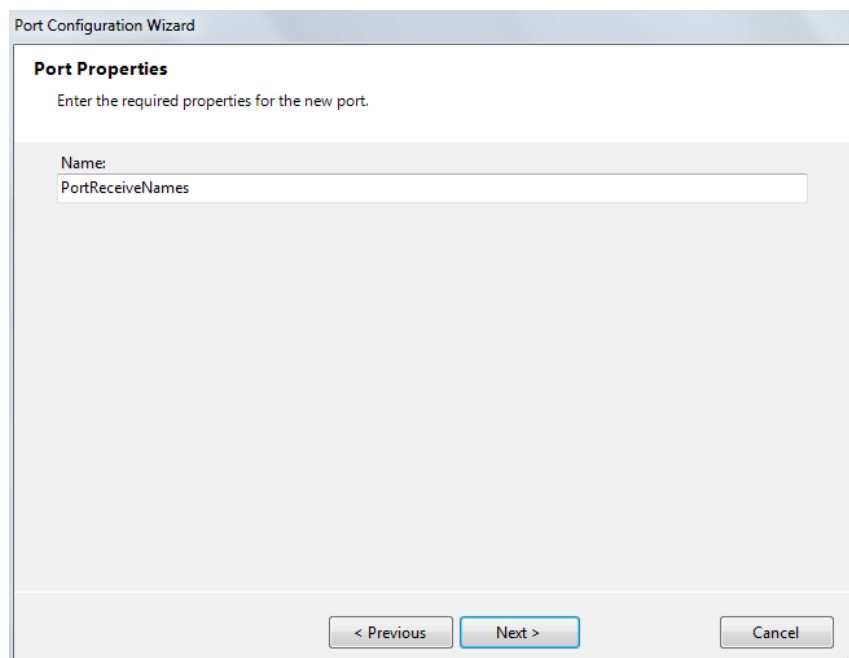 Port Configuration Wizard
Port Properties
Enter the required properties for the new port.
Name:
PortReceiveNames
< Previous
Next >
Cancel